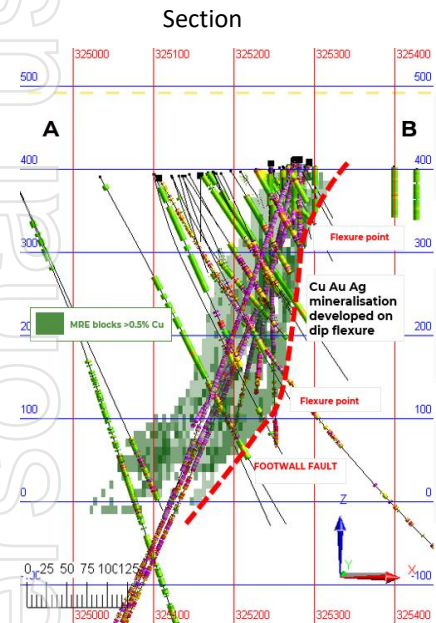 Section
325000 325100 325200 325300 325400
500 500
A B
400 400
Flexure point
300 300
Cu Au Ag
mineralisation
developed on
dip flexure
MRE blocks >0.5% Cu
200
100 100
Flexure point
FOOTWALL FAULT
0 0
Z
Y
X
0 25 50 75 100 125
-100
325000 325100 325200 325300 325400